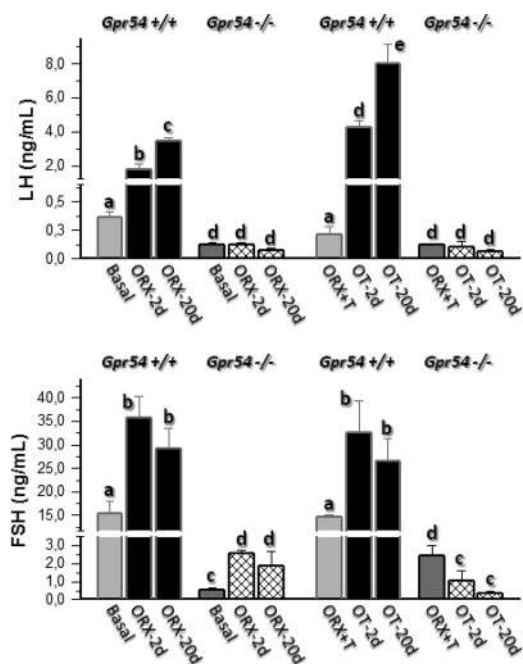 Gpr54 +/+ Gpr54 -/- Gpr54 +/+ Gpr54 -/-
LH (ng/mL)
8,0
4,0
2,0
0,5
0,3
0,0
a b c d d d a d e d d d
Basal ORX-2d ORX-20d Basal ORX-2d ORX-20d ORX+T OT-2d OT-20d ORX+T OT-2d OT-20d
Gpr54 +/+ Gpr54 -/- Gpr54 +/+ Gpr54 -/-
FSH (ng/mL)
40,0
35,0
30,0
25,0
20,0
15,0
3,0
2,0
1,0
0,0
a b b c d d a b b d c c
Basal ORX-2d ORX-20d Basal ORX-2d ORX-20d ORX+T OT-2d OT-20d ORX+T OT-2d OT-20d